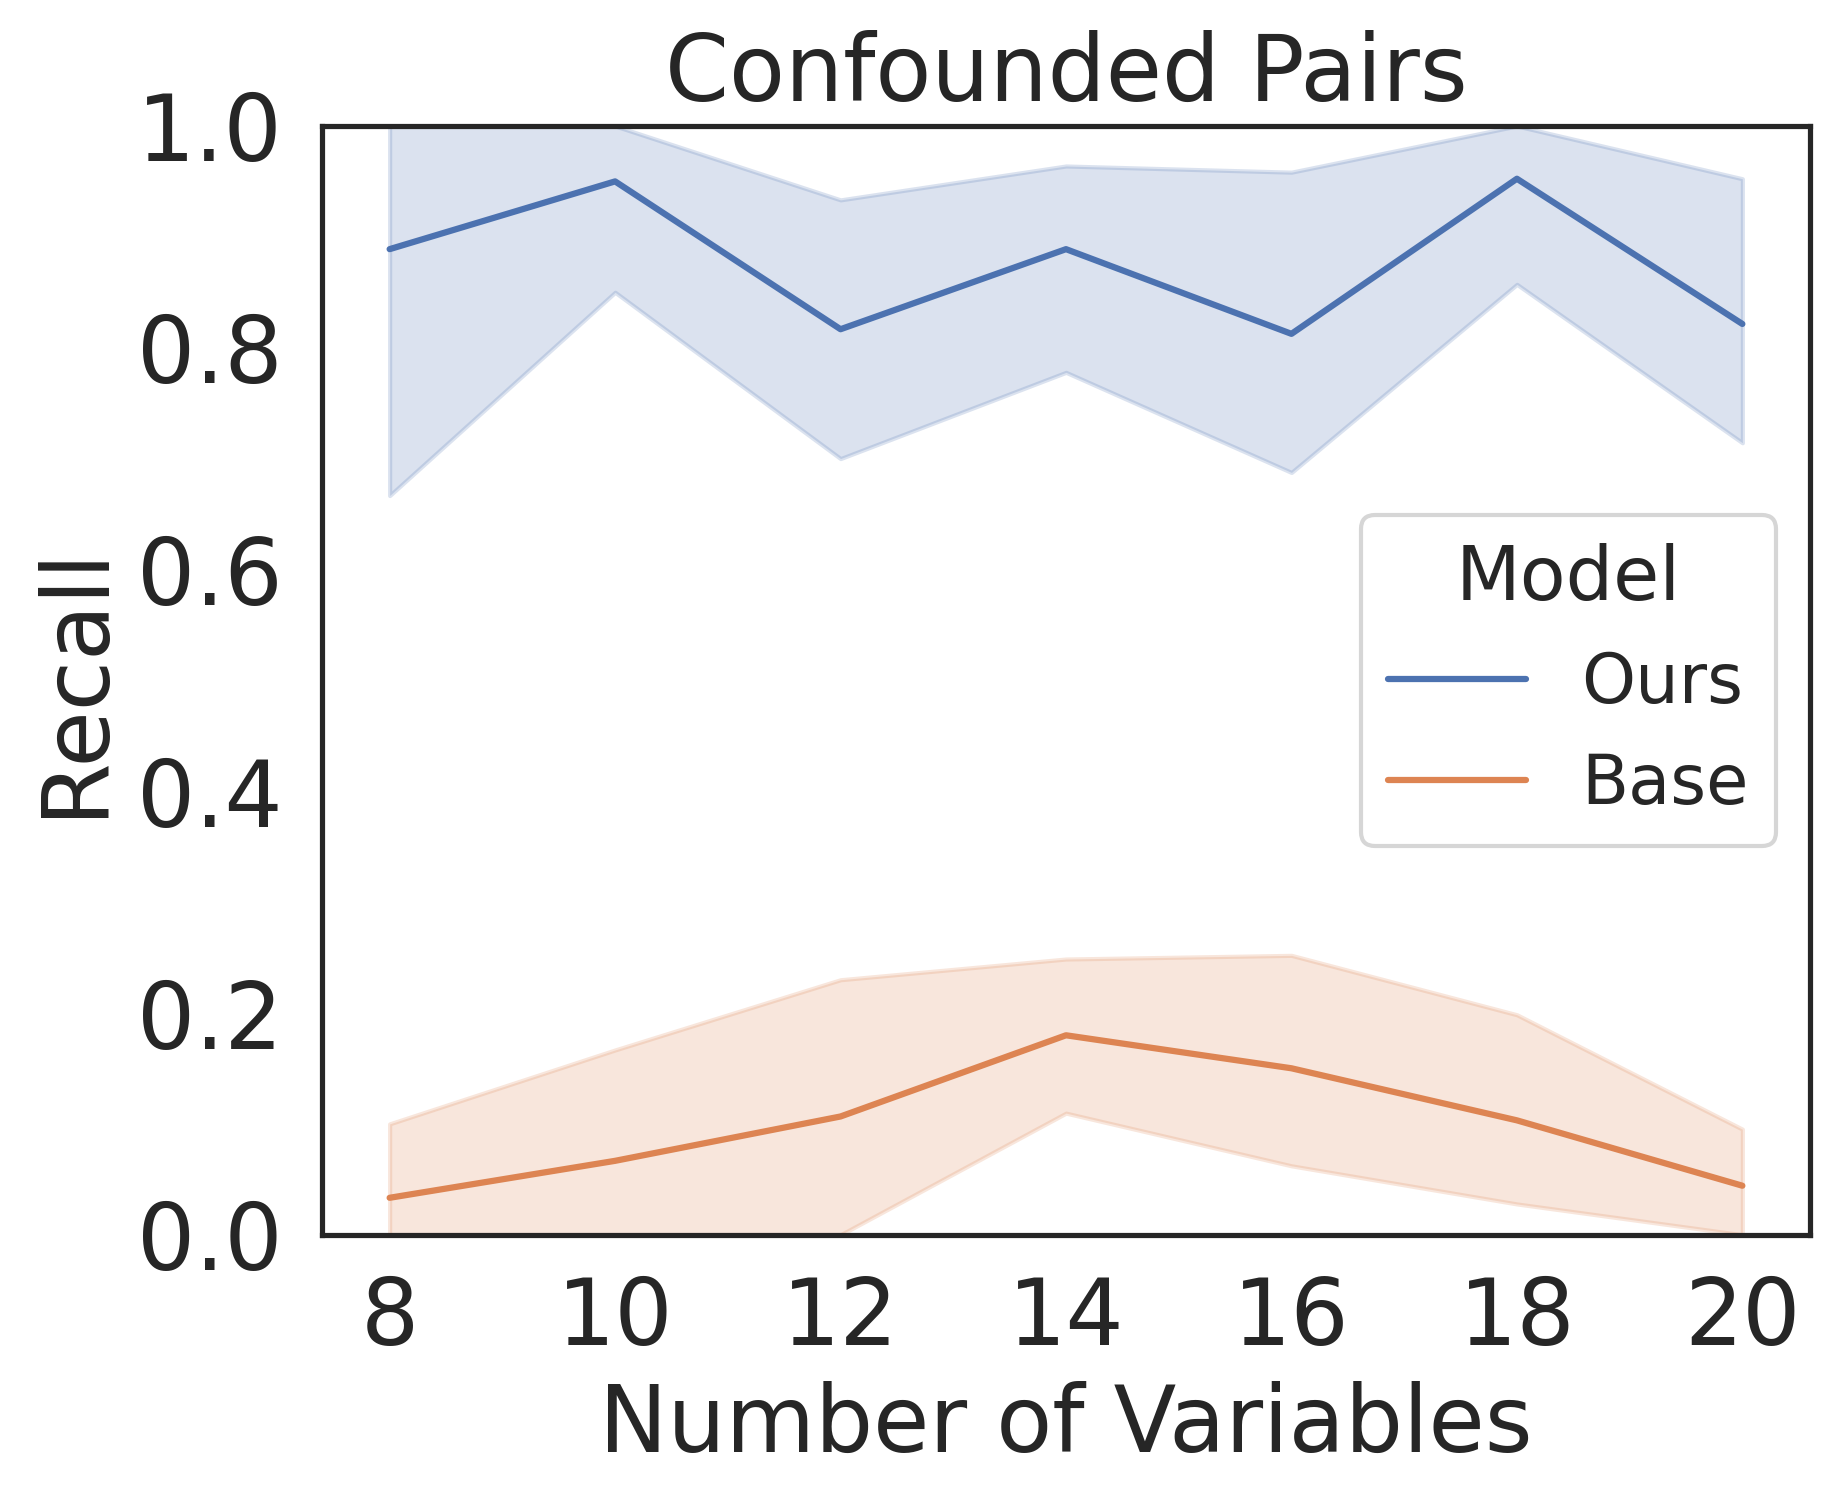 Confounded Pairs
1.0
0.8
0.6
0.4
0.2
0.0
Recall
Model
Ours
Base
8 10 12 14 16 18 20
Number of Variables